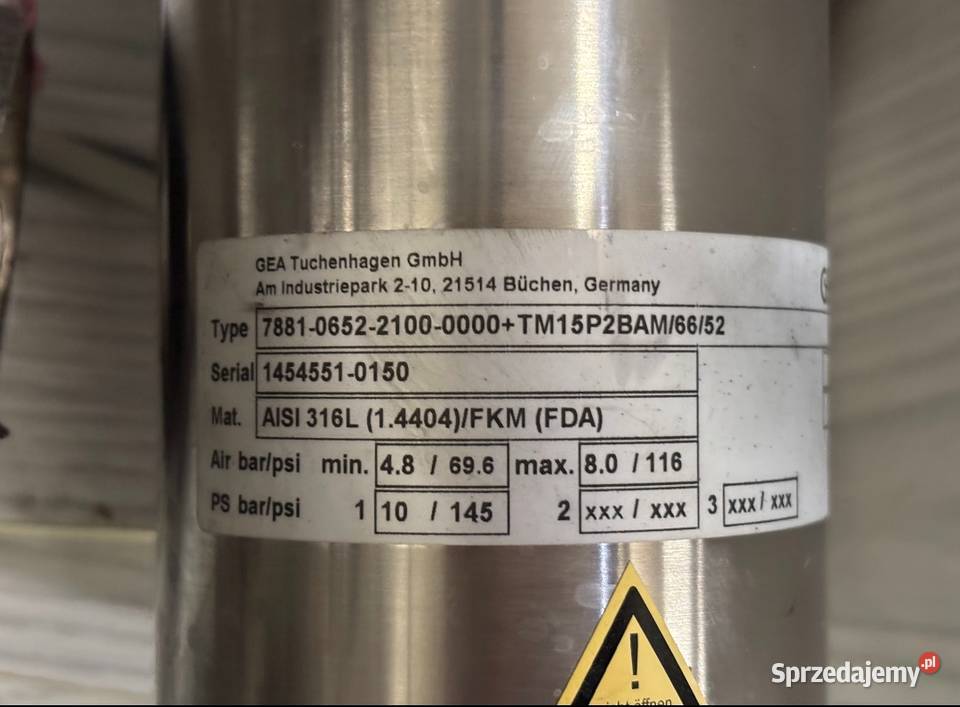 GEA Tuchenhagen GmbH
Am Industriepark 2-10, 21514 Büchen, Germany
Type 7881-0652-2100-0000+TM15P2BAM/66/52
Serial 1454551-0150
Mat. AISI 316L (1.4404)/FKM (FDA)
Air bar/psi min. 4.8 / 69.6 max. 8.0 / 116
PS bar/psi 1 10 / 145 2 xxx / xxx 3 xxx / xxx
!
öffnen
Sprzedajemy.pl